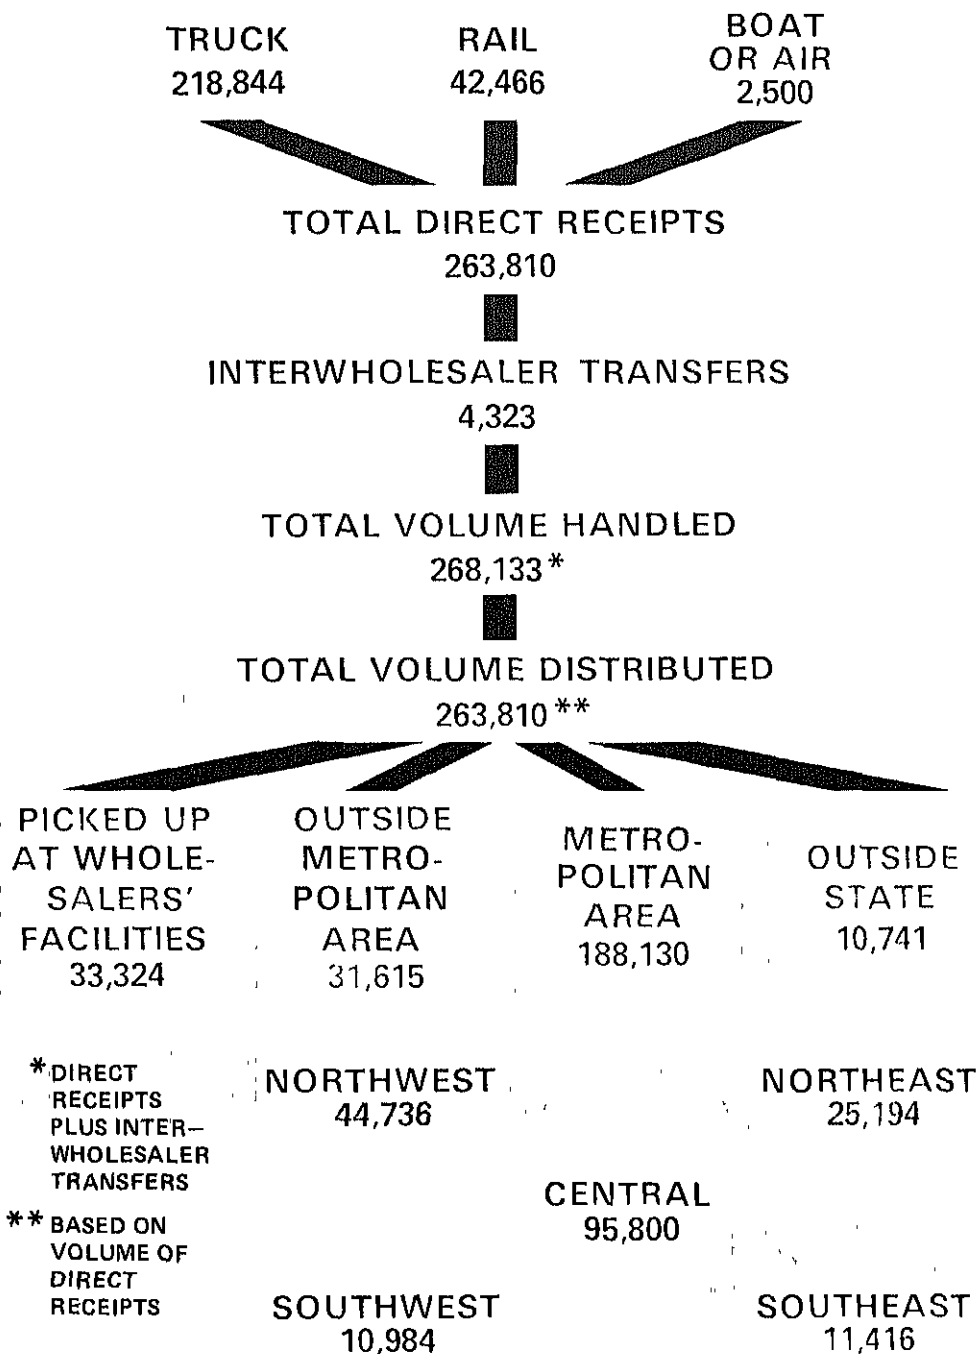 TRUCK
218,844
RAIL
42,466
BOAT
OR AIR
2,500
TOTAL DIRECT RECEIPTS
263,810
INTERWHOLESALER TRANSFERS
4,323
TOTAL VOLUME HANDLED
268,133*
TOTAL VOLUME DISTRIBUTED
263,810**
PICKED UP
AT WHOLE-
SALERS'
FACILITIES
33,324
OUTSIDE
METRO-
POLITAN
AREA
31,615
METRO-
POLITAN
AREA
188,130
OUTSIDE
STATE
10,741
*DIRECT
RECEIPTS
PLUS INTER—
WHOLESALER
TRANSFERS
**BASED ON
VOLUME OF
DIRECT
RECEIPTS
NORTHWEST
44,736
NORTHEAST
25,194
CENTRAL
95,800
SOUTHWEST
10,984
SOUTHEAST
11,416